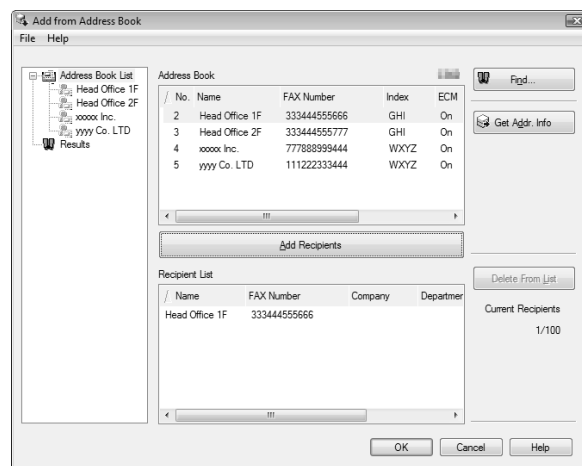 Add from Address Book
File Help
Address Book List
Head Office 1F
Head Office 2F
xxxxx Inc.
yyyy Co. LTD
Results
Address Book
/ No. Name FAX Number Index ECM
2 Head Office 1F 333444555666 GHI On
3 Head Office 2F 333444555777 GHI On
4 xxxxx Inc. 777888999444 WXYZ On
5 yyyy Co. LTD 111222333444 WXYZ On
Add Recipients
Recipient List
/ Name FAX Number Company Departmer
Head Office 1F 333444555666
Find...
Get Addr. Info
Delete From List
Current Recipients
1/100
OK Cancel Help